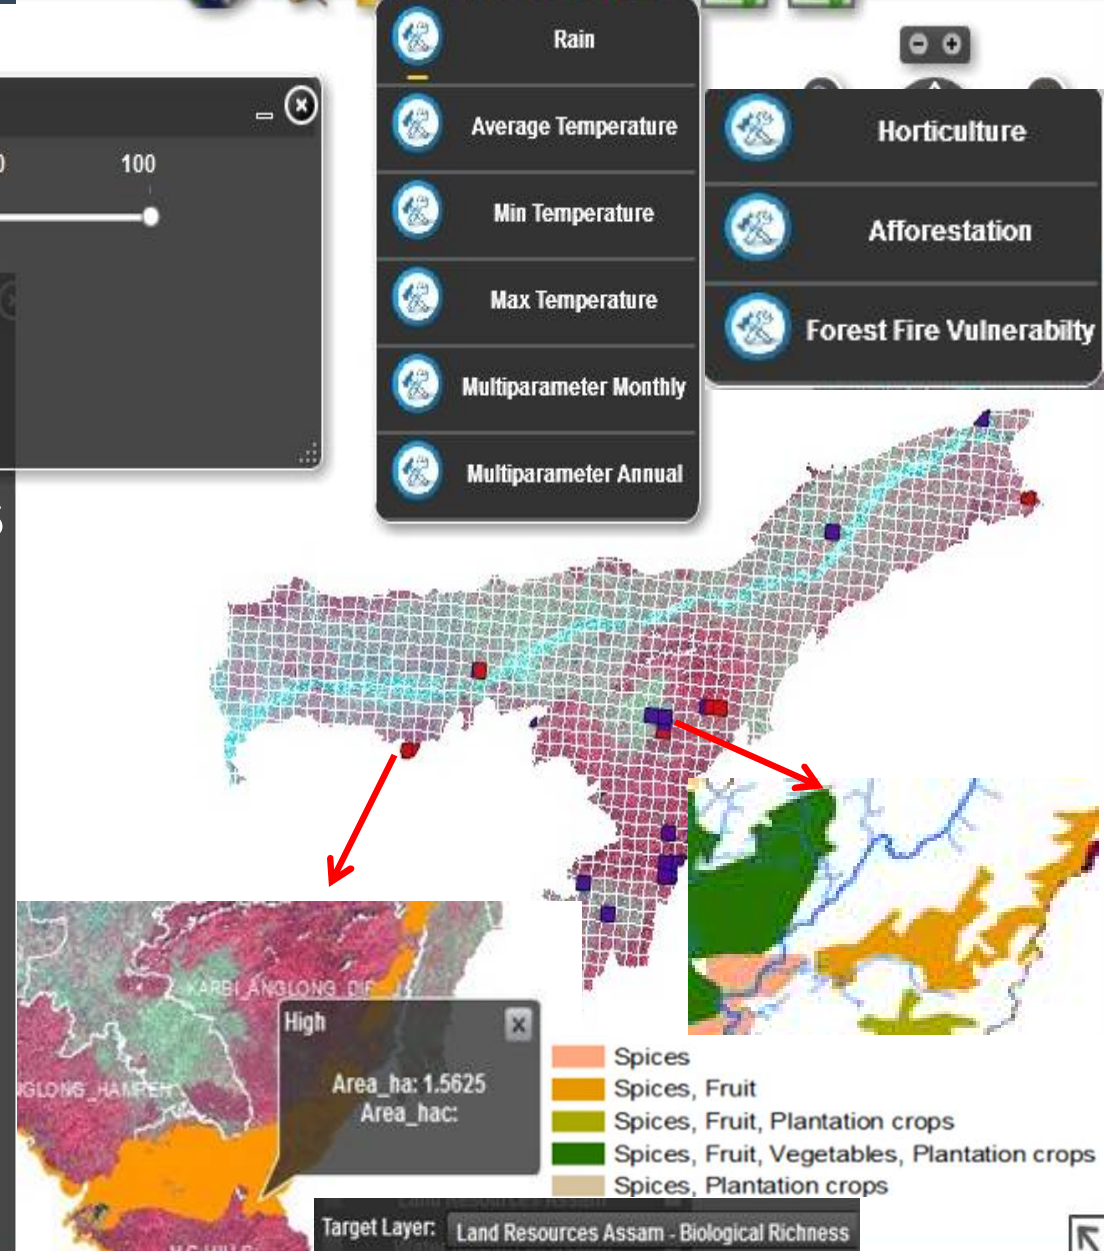 Rain
Average Temperature
Min Temperature
Max Temperature
Multiparameter Monthly
Multiparameter Annual
Horticulture
Afforestation
Forest Fire Vulnerabilty
100
KARBI_ANGLONG_DIP
High
Area_ha: 1.5625
Area_hac:
Spices
Spices, Fruit
Spices, Fruit, Plantation crops
Spices, Fruit, Vegetables, Plantation crops
Spices, Plantation crops
Target Layer: Land Resources Assam - Biological Richness